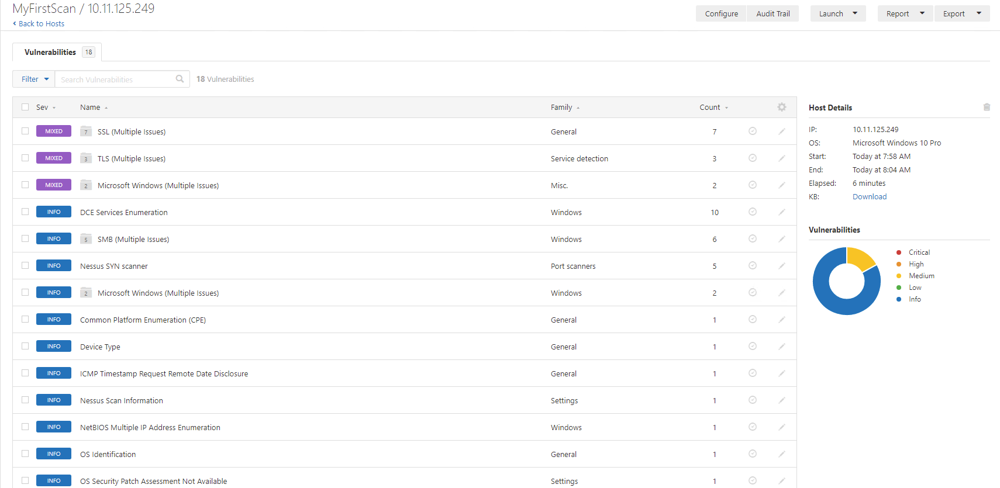 MyFirstScan / 10.11.125.249
Back to Hosts
Configure Audit Trail Launch Report Export
Vulnerabilities 18
Filter Search Vulnerabilities 18 Vulnerabilities
Sev Name Family Count
MIXED 7 SSL (Multiple Issues) General 7
MIXED 3 TLS (Multiple Issues) Service detection 3
MIXED 2 Microsoft Windows (Multiple Issues) Misc. 2
INFO DCE Services Enumeration Windows 10
INFO 5 SMB (Multiple Issues) Windows 6
INFO Nessus SYN scanner Port scanners 5
INFO 2 Microsoft Windows (Multiple Issues) Windows 2
INFO Common Platform Enumeration (CPE) General 1
INFO Device Type General 1
INFO ICMP Timestamp Request Remote Date Disclosure General 1
INFO Nessus Scan Information Settings 1
INFO NetBIOS Multiple IP Address Enumeration Windows 1
INFO OS Identification General 1
INFO OS Security Patch Assessment Not Available Settings 1
Host Details
IP: 10.11.125.249
OS: Microsoft Windows 10 Pro
Start: Today at 7:58 AM
End: Today at 8:04 AM
Elapsed: 6 minutes
KB: Download
Vulnerabilities
Critical
High
Medium
Low
Info